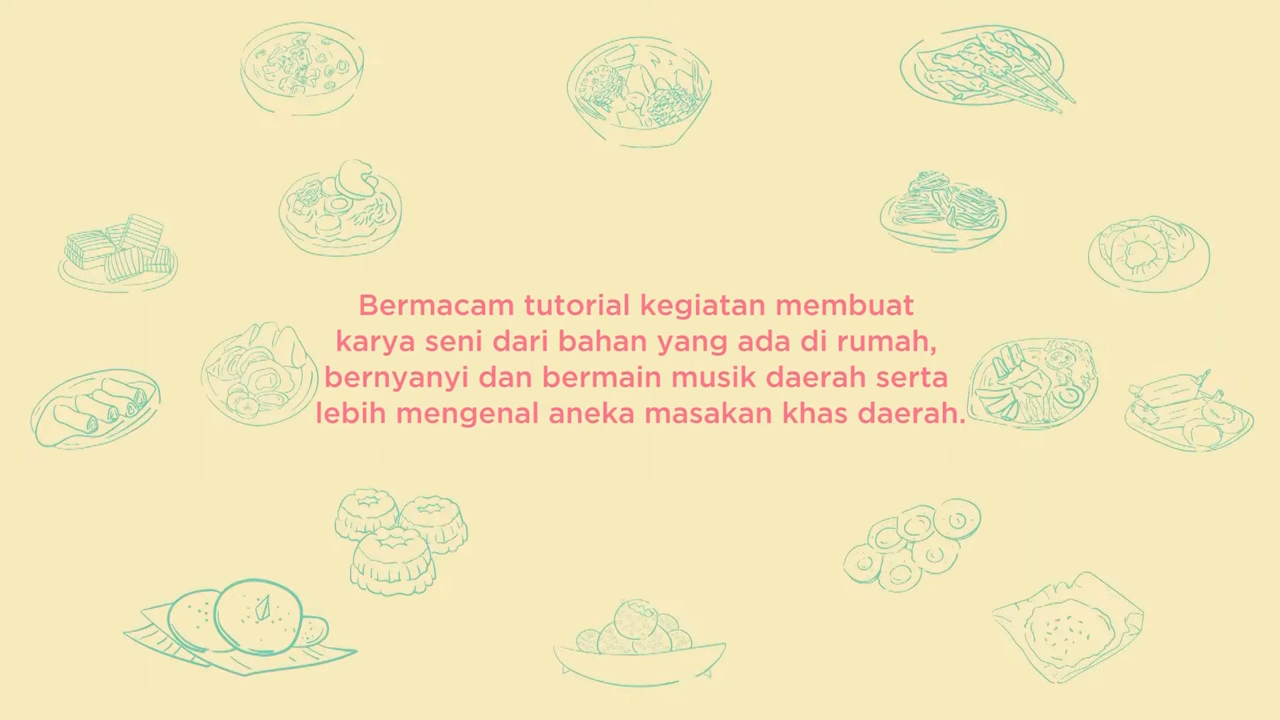 Bermacam tutorial kegiatan membuat
karya seni dari bahan yang ada di rumah,
bernyanyi dan bermain musik daerah serta
lebih mengenal aneka masakan khas daerah.